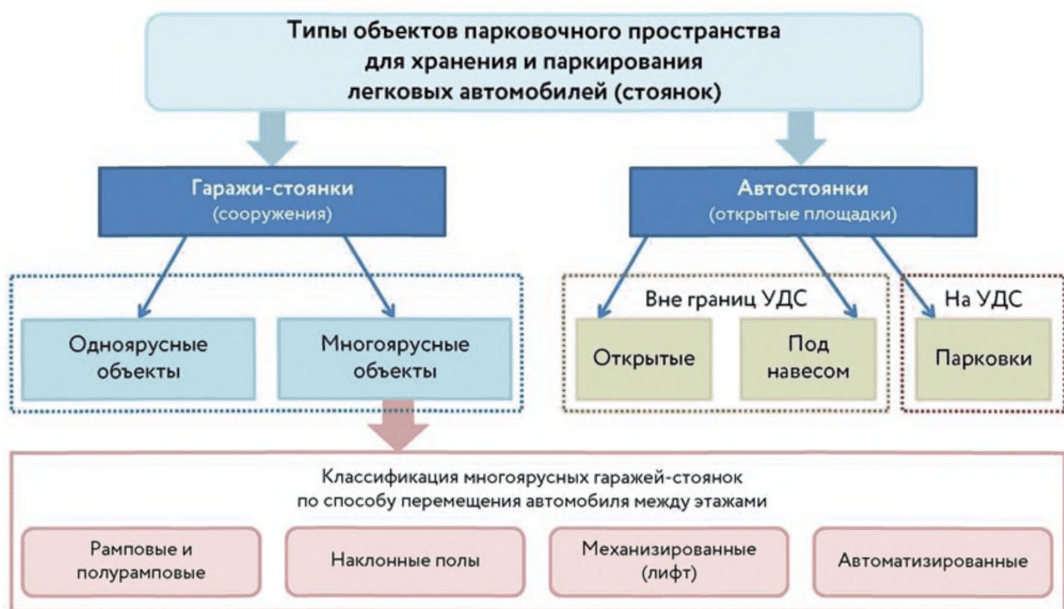 Типы объектов парковочного пространства
для хранения и паркирования
легковых автомобилей (стоянок)
Гаражи-стоянки
(сооружения)
Автостоянки
(открытые площадки)
Одноярусные
объекты
Многоярусные
объекты
Вне границ УДС
Открытые
Под
навесом
На УДС
Парковки
Классификация многоярусных гаражей-стоянок
по способу перемещения автомобиля между этажами
Рамповые и
полурамповые
Наклонные полы
Механизированные
(лифт)
Автоматизированные